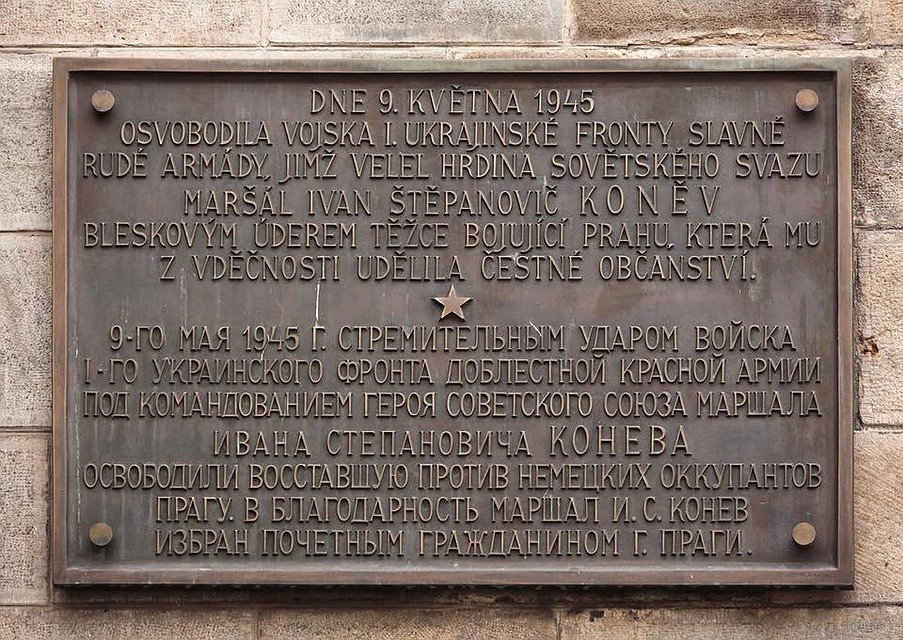 DNE 9. KVĚTNA 1945
OSVOBODILA VOJSKA I. UKRAJINSKÉ FRONTY SLAVNÉ
RUDÉ ARMÁDY, JIMŽ VELEL HRDINA SOVĚTSKÉHO SVAZU
MARŠÁL IVAN ŠTĚPANOVIČ KONĚV
BLESKOVÝM ÚDEREM TĚŽCE BOJUJÍCÍ PRAHU, KTERÁ MU
Z VDĚČNOSTI UDĚLILA ČESTNÉ OBČANSTVÍ.
9-ГО МАЯ 1945 Г. СТРЕМИТЕЛЬНЫМ УДАРОМ ВОЙСКА
I-ГО УКРАИНСКОГО ФРОНТА ДОБЛЕСТНОЙ КРАСНОЙ АРМИИ
ПОД КОМАНДОВАНИЕМ ГЕРОЯ СОВЕТСКОГО СОЮЗА МАРШАЛА
ИВАНА СТЕПАНОВИЧА КОНЕВА
ОСВОБОДИЛИ ВОССТАВШУЮ ПРОТИВ НЕМЕЦКИХ ОККУПАНТОВ
ПРАГУ. В БЛАГОДАРНОСТЬ МАРШАЛ И. С. КОНЕВ
ИЗБРАН ПОЧЕТНЫМ ГРАЖДАНИНОМ Г. ПРАГИ.